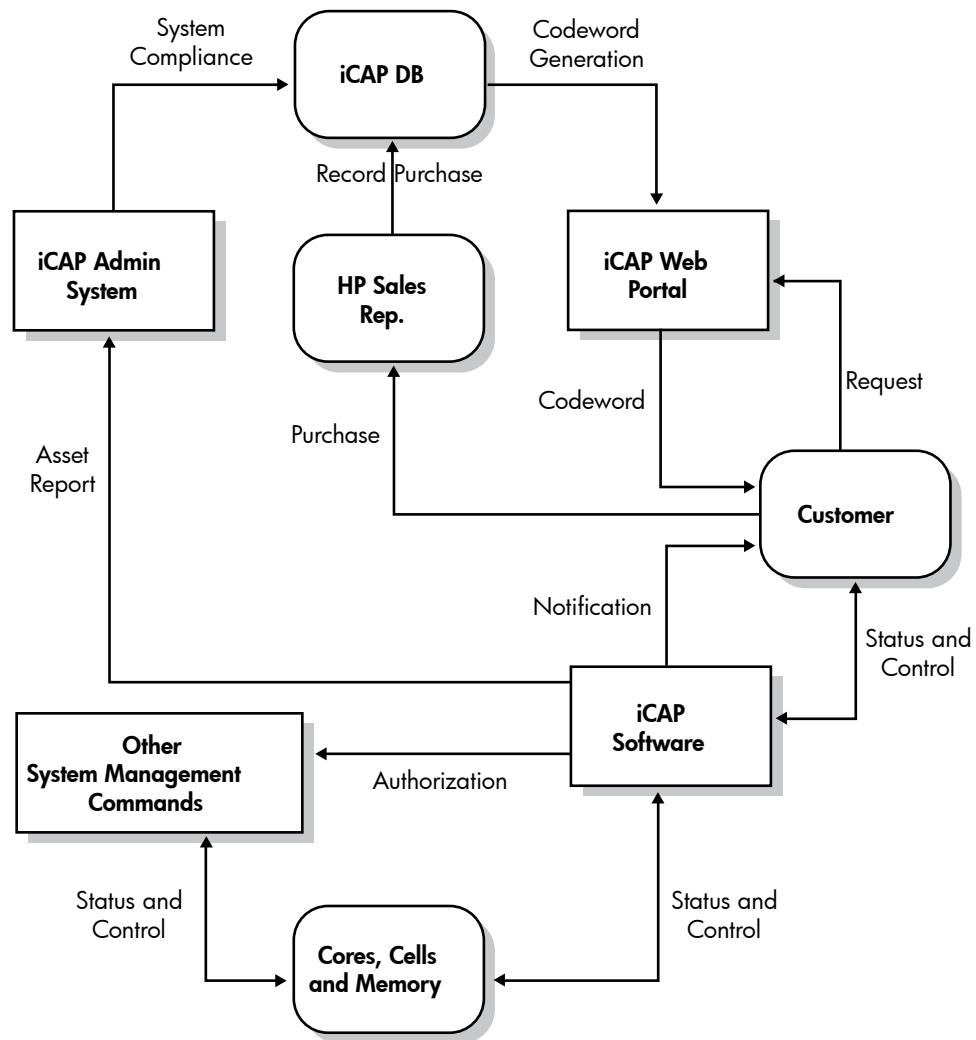 System
Compliance
iCAP DB
Codeword
Generation
Record Purchase
iCAP Admin
System
HP Sales
Rep.
iCAP Web
Portal
Request
Codeword
Purchase
Asset
Report
Customer
Notification
Status and
Control
iCAP
Software
Other
System Management
Commands
Authorization
Status and
Control
Status and
Control
Cores, Cells
and Memory